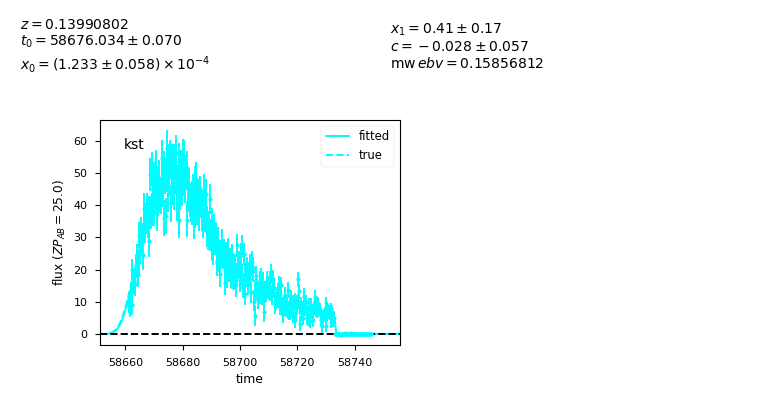 z = 0.13990802
t₀ = 58676.034 ± 0.070
x₀ = (1.233 ± 0.058) × 10⁻⁴
x₁ = 0.41 ± 0.17
c = −0.028 ± 0.057
mw ebv = 0.15856812
kst
fitted
true
60
50
40
30
20
10
0
flux (ZP_AB = 25.0)
58660 58680 58700 58720 58740
time